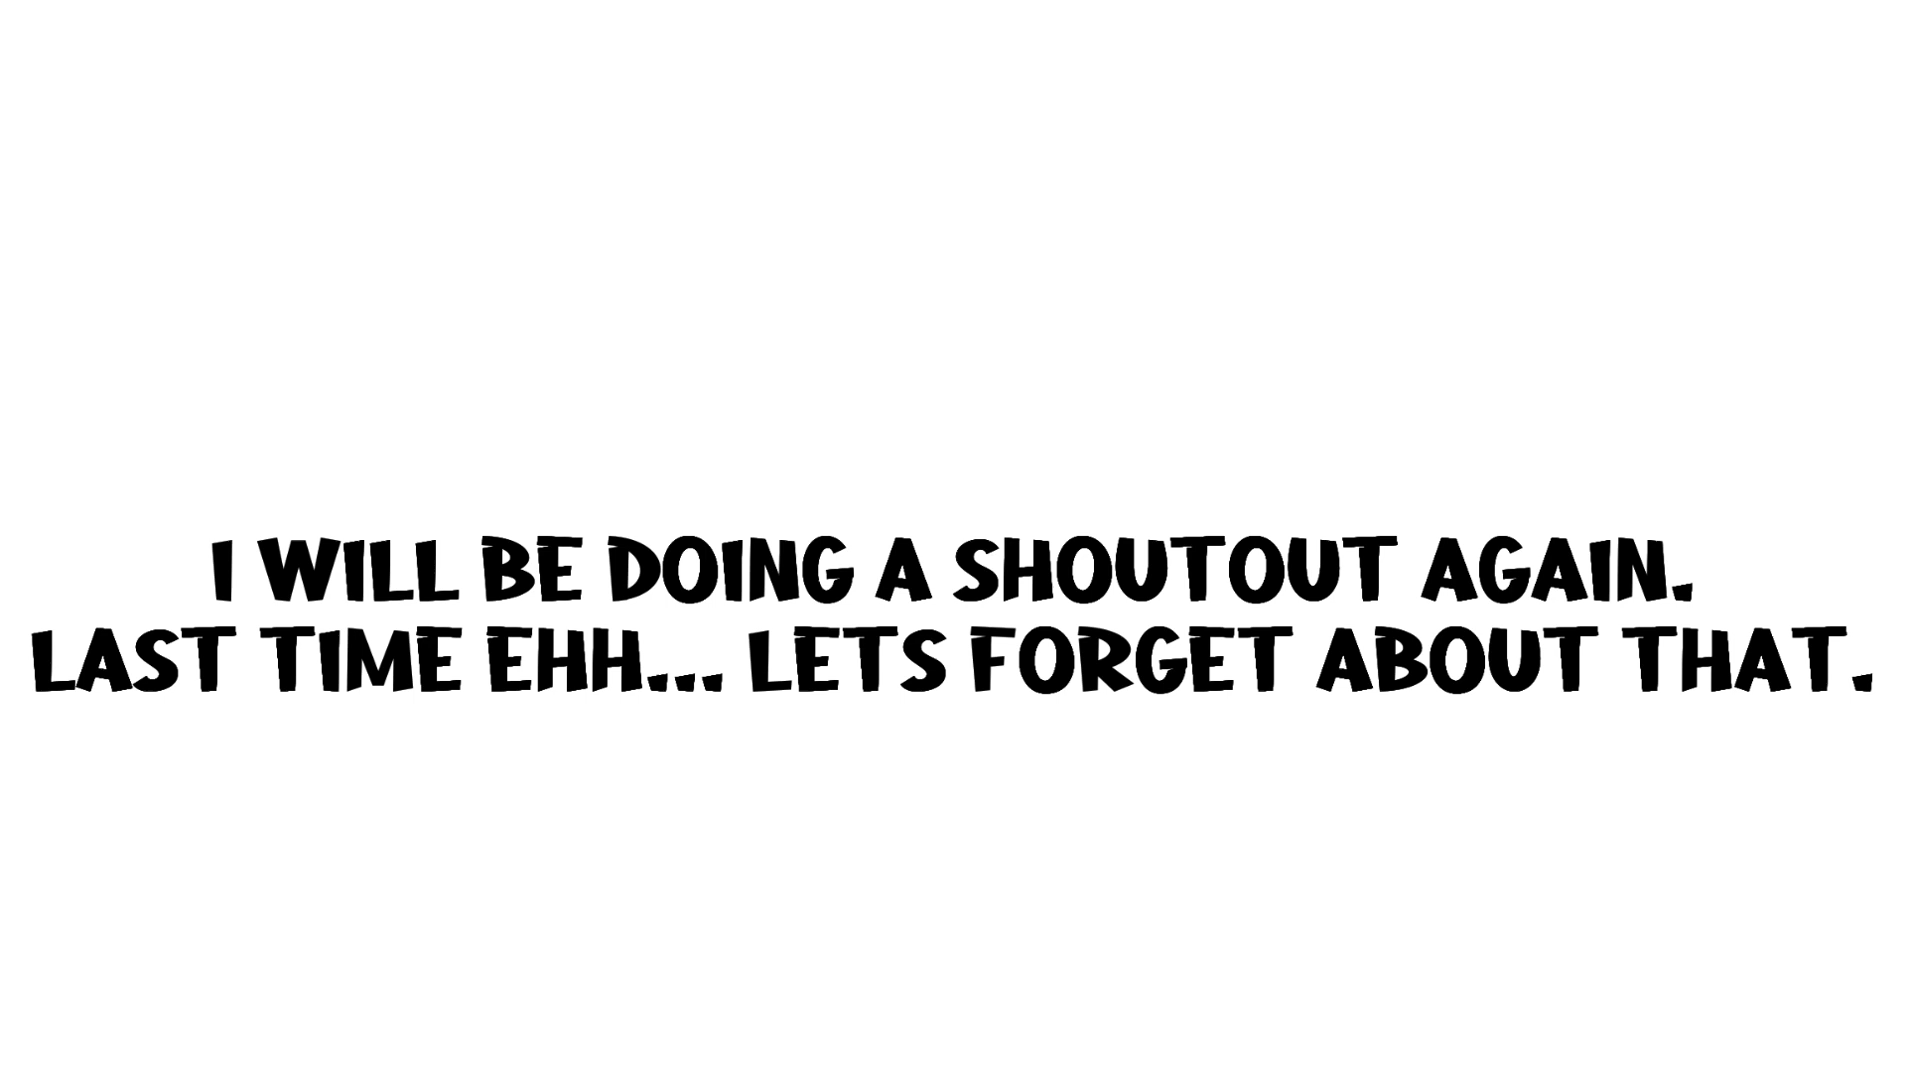 I WILL BE DOING A SHOUTOUT AGAIN.
LAST TIME EHH... LETS FORGET ABOUT THAT.